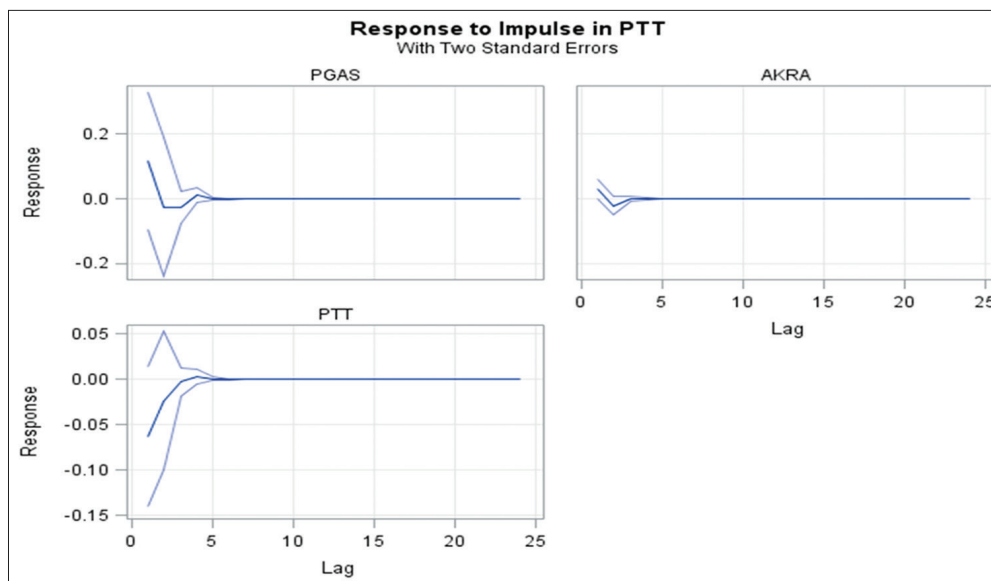 Response to Impulse in PTT
With Two Standard Errors
PGAS
AKRA
Response
0.2
0.0
-0.2
0 5 10 15 20 25
Lag
PTT
Response
0.05
0.00
-0.05
-0.10
-0.15
0 5 10 15 20 25
Lag